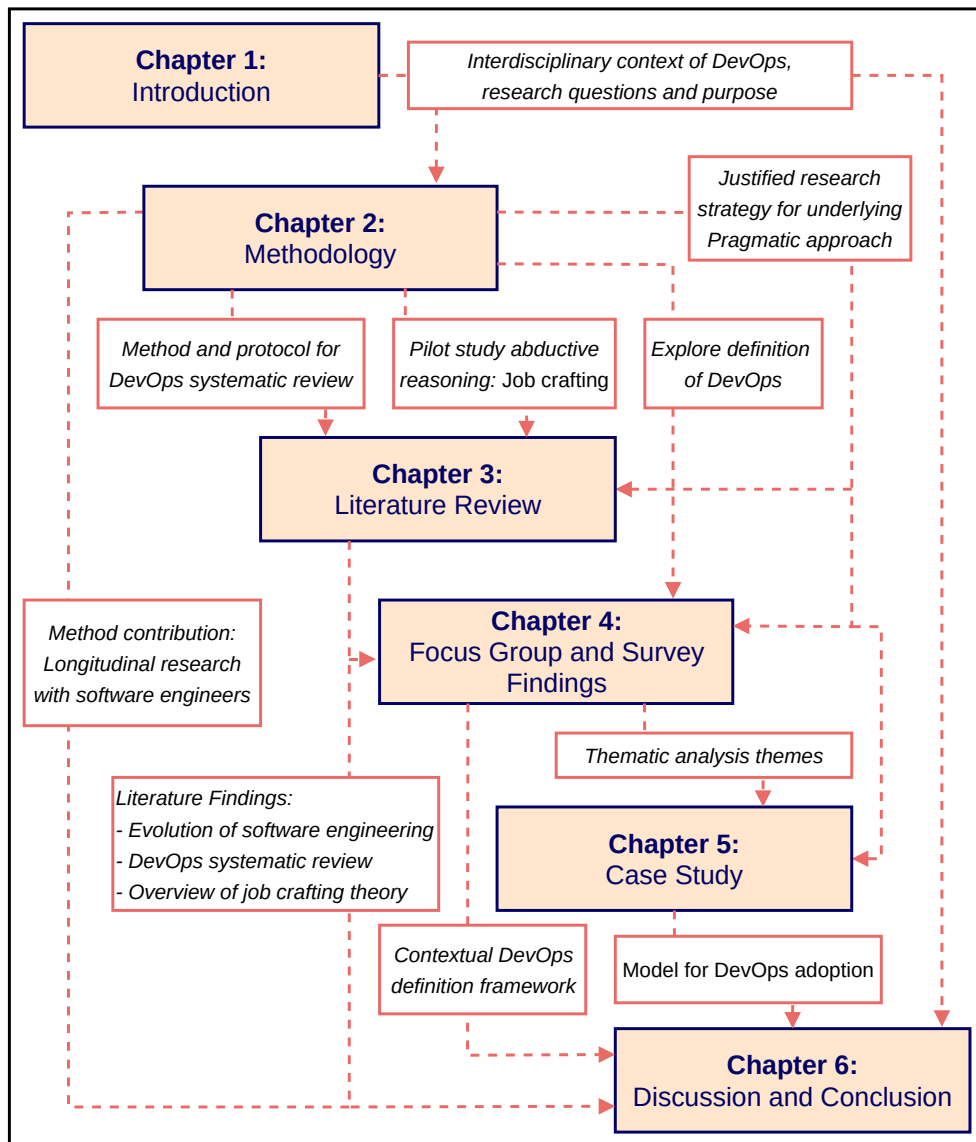 Chapter 1:
Introduction
Interdisciplinary context of DevOps,
research questions and purpose
Justified research
strategy for underlying
Pragmatic approach
Chapter 2:
Methodology
Method and protocol for
DevOps systematic review
Pilot study abductive
reasoning: Job crafting
Explore definition
of DevOps
Chapter 3:
Literature Review
Method contribution:
Longitudinal research
with software engineers
Chapter 4:
Focus Group and Survey
Findings
Thematic analysis themes
Literature Findings:
- Evolution of software engineering
- DevOps systematic review
- Overview of job crafting theory
Chapter 5:
Case Study
Contextual DevOps
definition framework
Model for DevOps adoption
Chapter 6:
Discussion and Conclusion